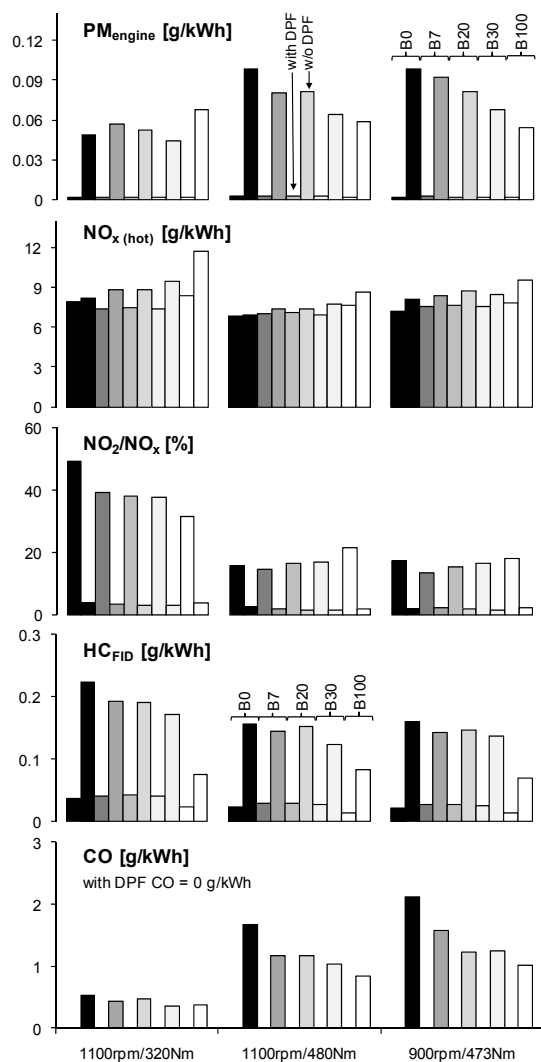 PMengine [g/kWh]
with DPF
w/o DPF
B0
B7
B20
B30
B100
0.12
0.09
0.06
0.03
0
NOx (hot) [g/kWh]
12
9
6
3
0
NO2/NOx [%]
60
40
20
0
HCFID [g/kWh]
B0
B7
B20
B30
B100
0.3
0.2
0.1
0
CO [g/kWh]
with DPF CO = 0 g/kWh
3
2
1
0
1100rpm/320Nm
1100rpm/480Nm
900rpm/473Nm